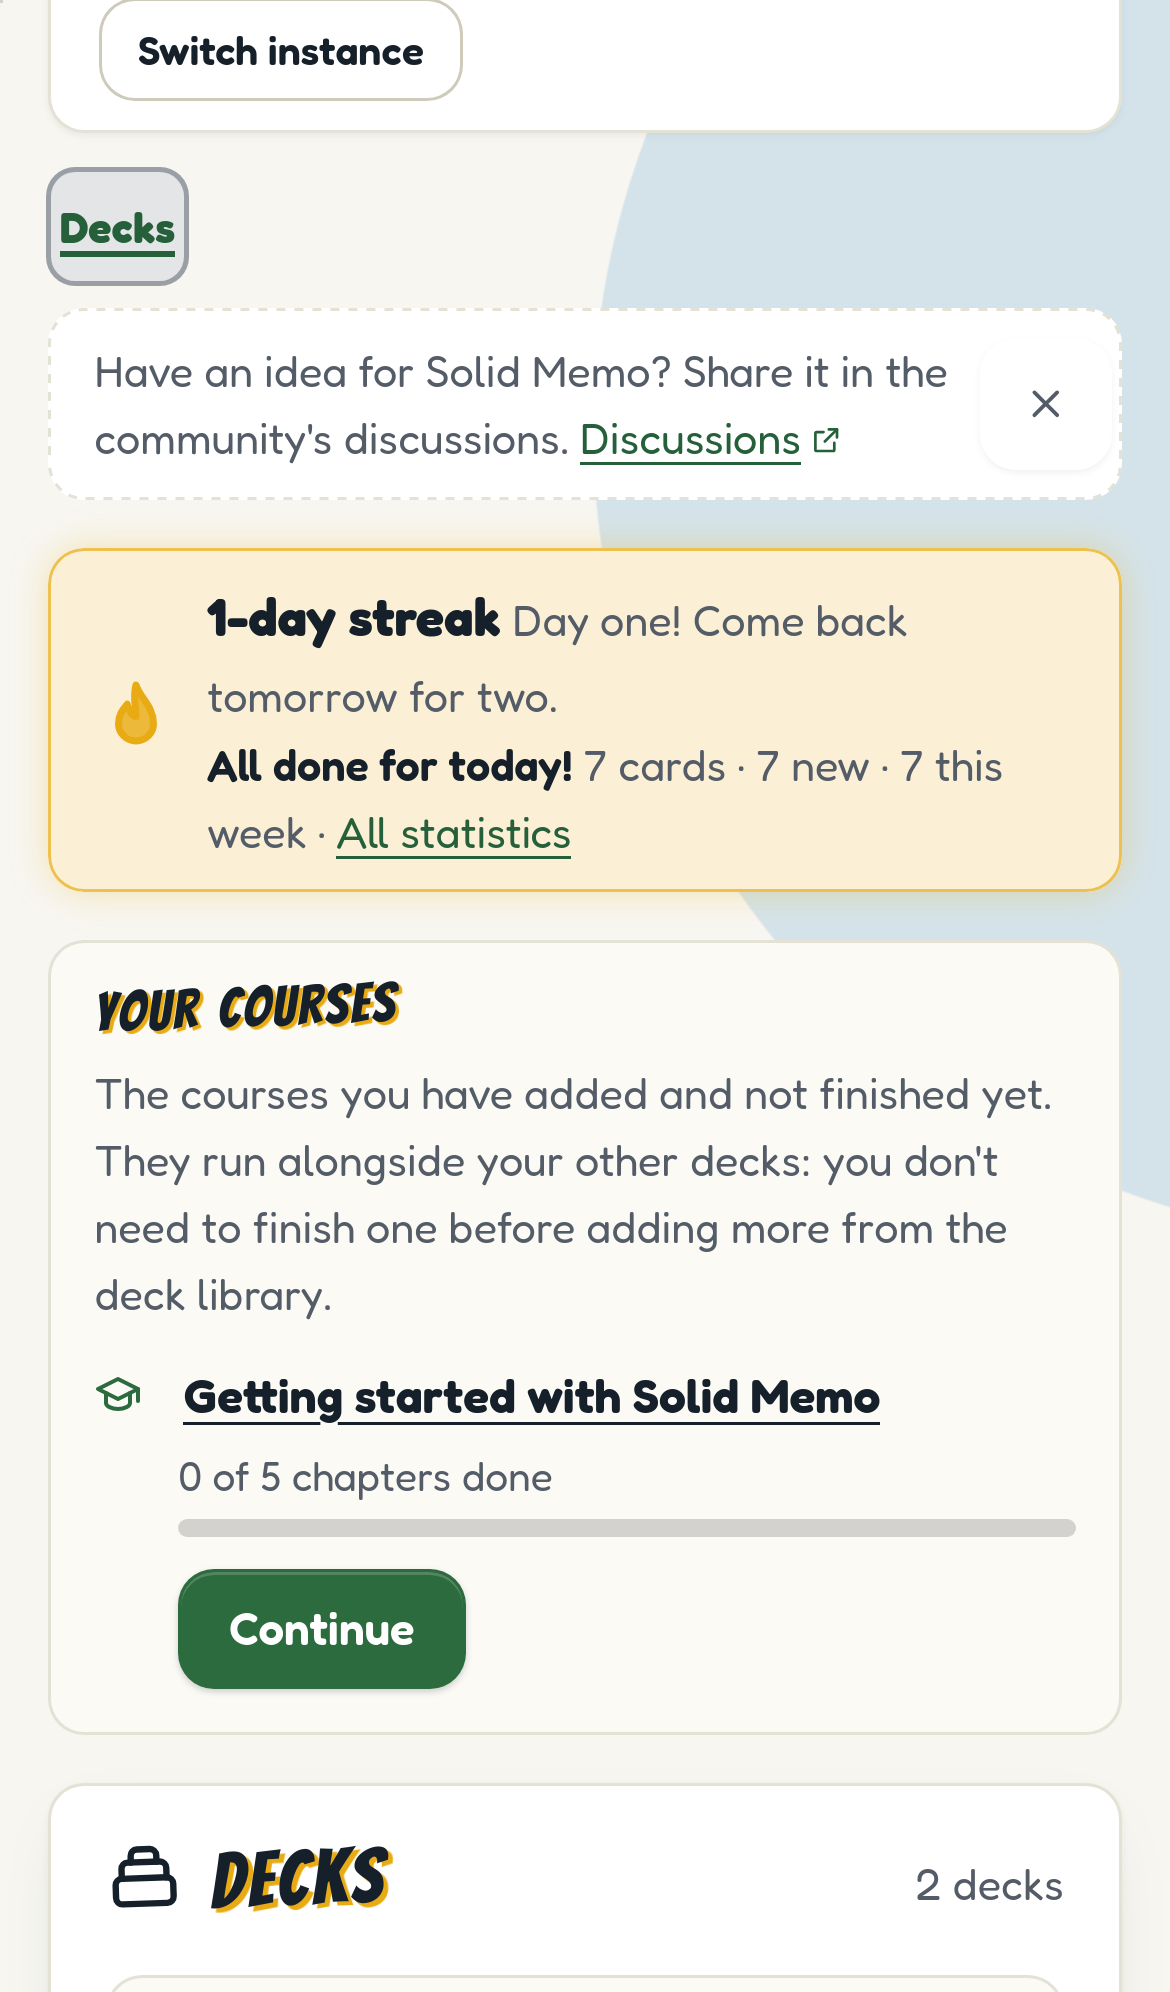 Switch instance
Decks
Have an idea for Solid Memo? Share it in the
community's discussions. Discussions
1-day streak Day one! Come back
tomorrow for two.
All done for today! 7 cards · 7 new · 7 this
week · All statistics
YOUR COURSES
The courses you have added and not finished yet.
They run alongside your other decks: you don't
need to finish one before adding more from the
deck library.
Getting started with Solid Memo
0 of 5 chapters done
Continue
DECKS
2 decks